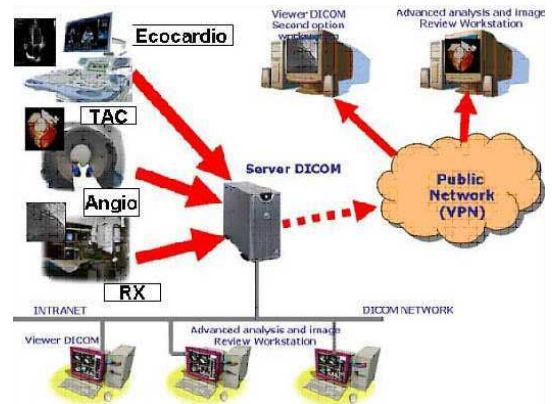 Ecocardio
Viewer DICOM
Second option
Advanced analysis and image
Review Workstation
TAC
Server DICOM
Angio
Public
Network
(VPN)
RX
INTRANET
DICOM NETWORK
Viewer DICOM
Advanced analysis and image
Review Workstation